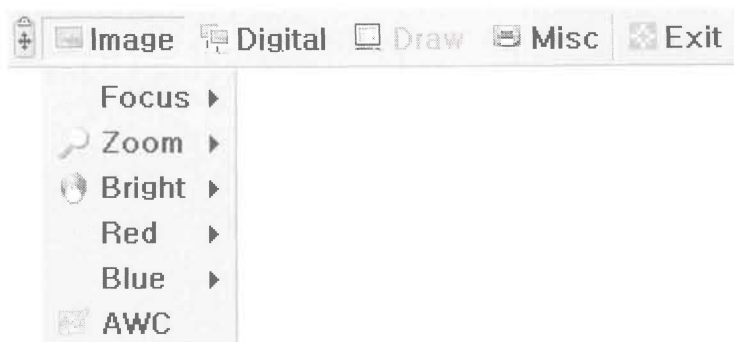 Image Digital Draw Misc Exit
Focus
Zoom
Bright
Red
Blue
AWC